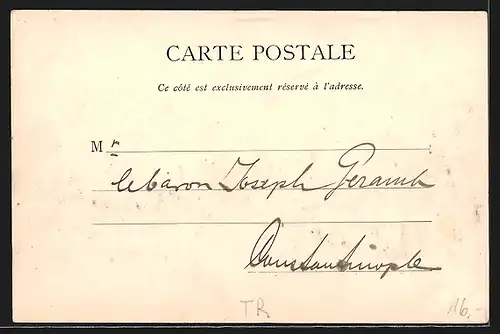 CARTE POSTALE
Ce côté est exclusivement réservé à l'adresse.
M r
le baron Joseph Geramb
Constantinople
TR 16.-